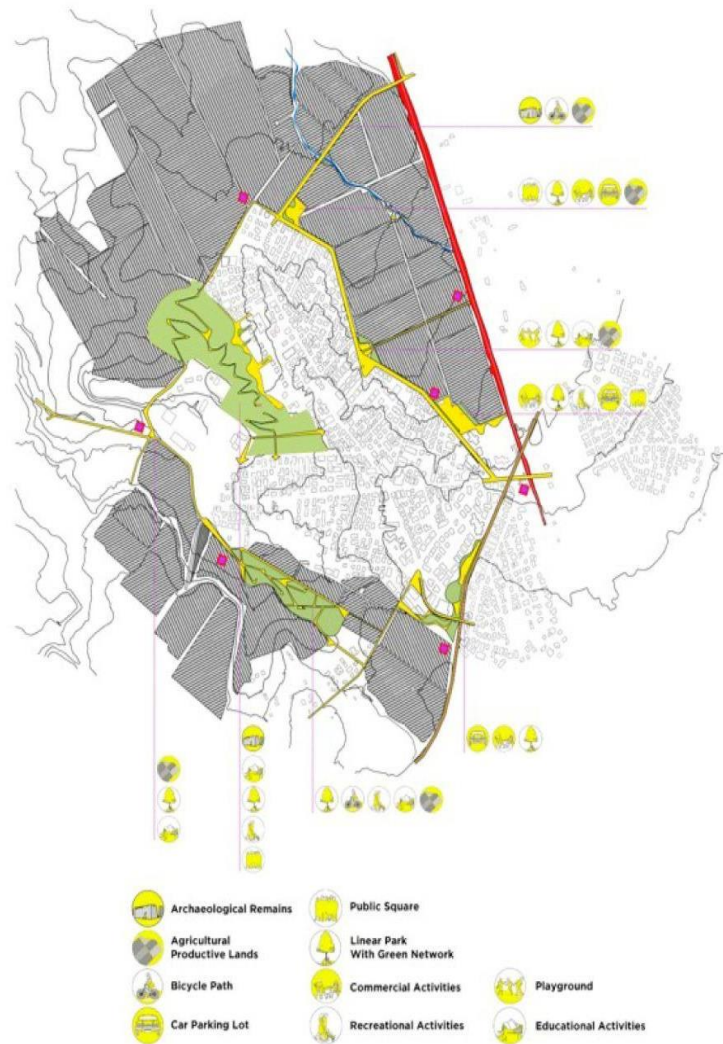 Archaeological Remains
Public Square
Agricultural
Productive Lands
Linear Park
With Green Network
Bicycle Path
Commercial Activities
Playground
Car Parking Lot
Recreational Activities
Educational Activities